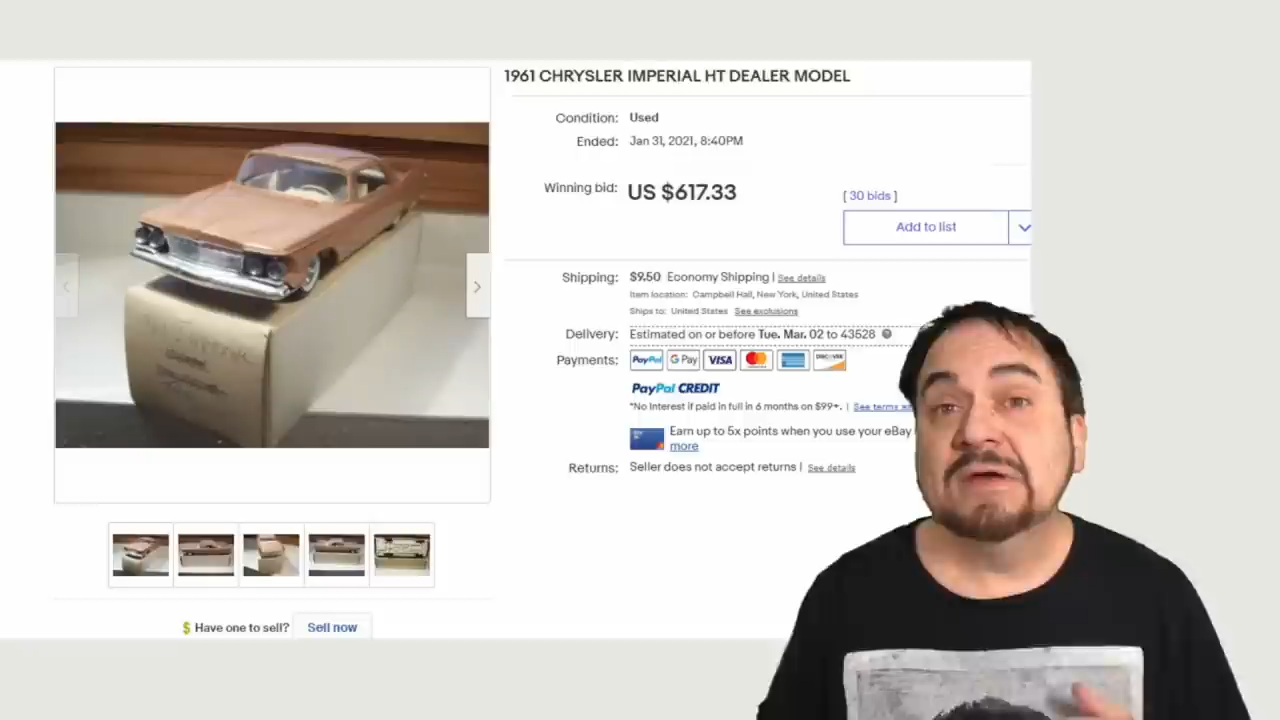 1961 CHRYSLER IMPERIAL HT DEALER MODEL
Condition: Used
Ended: Jan 31, 2021, 8:40PM
Winning bid: US $617.33
[ 30 bids ]
Add to list
Shipping: $9.50 Economy Shipping | See details
Item location: Campbell Hall, New York, United States
Ships to: United States See exclusions
Delivery: Estimated on or before Tue. Mar. 02 to 43528
Payments: PayPal G Pay VISA DISCOVER
PayPal CREDIT
*No Interest if paid in full in 6 months on $99+. | See terms
Earn up to 5x points when you use your eBay
more
Returns: Seller does not accept returns | See details
$ Have one to sell? Sell now